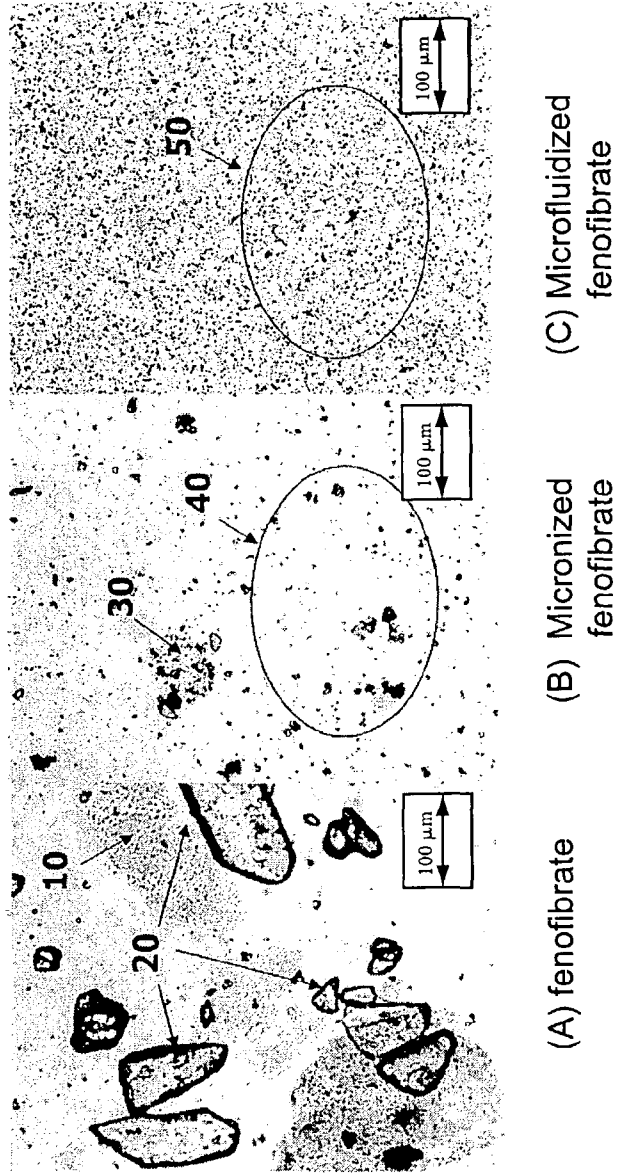 10
20
100 µm
(A) fenofibrate
30
40
100 µm
(B) Micronized
fenofibrate
50
100 µm
(C) Microfluidized
fenofibrate